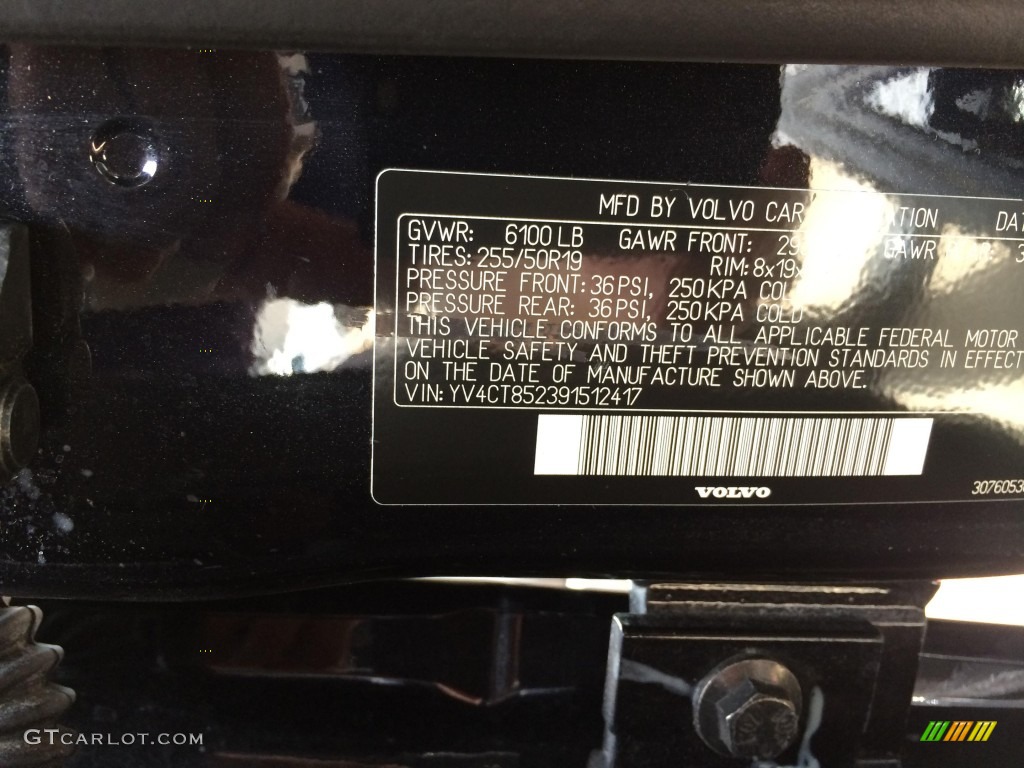 MFD BY VOLVO CAR
GVWR: 6100 LB GAWR FRONT:
TIRES: 255/50R19 RIM: 8x19
PRESSURE FRONT: 36 PSI, 250 KPA COLD
PRESSURE REAR: 36 PSI, 250 KPA COLD
THIS VEHICLE CONFORMS TO ALL APPLICABLE FEDERAL MOTOR
VEHICLE SAFETY AND THEFT PREVENTION STANDARDS IN EFFECT
ON THE DATE OF MANUFACTURE SHOWN ABOVE.
VIN: YV4CT852391512417
VOLVO
GTCARLOT.COM